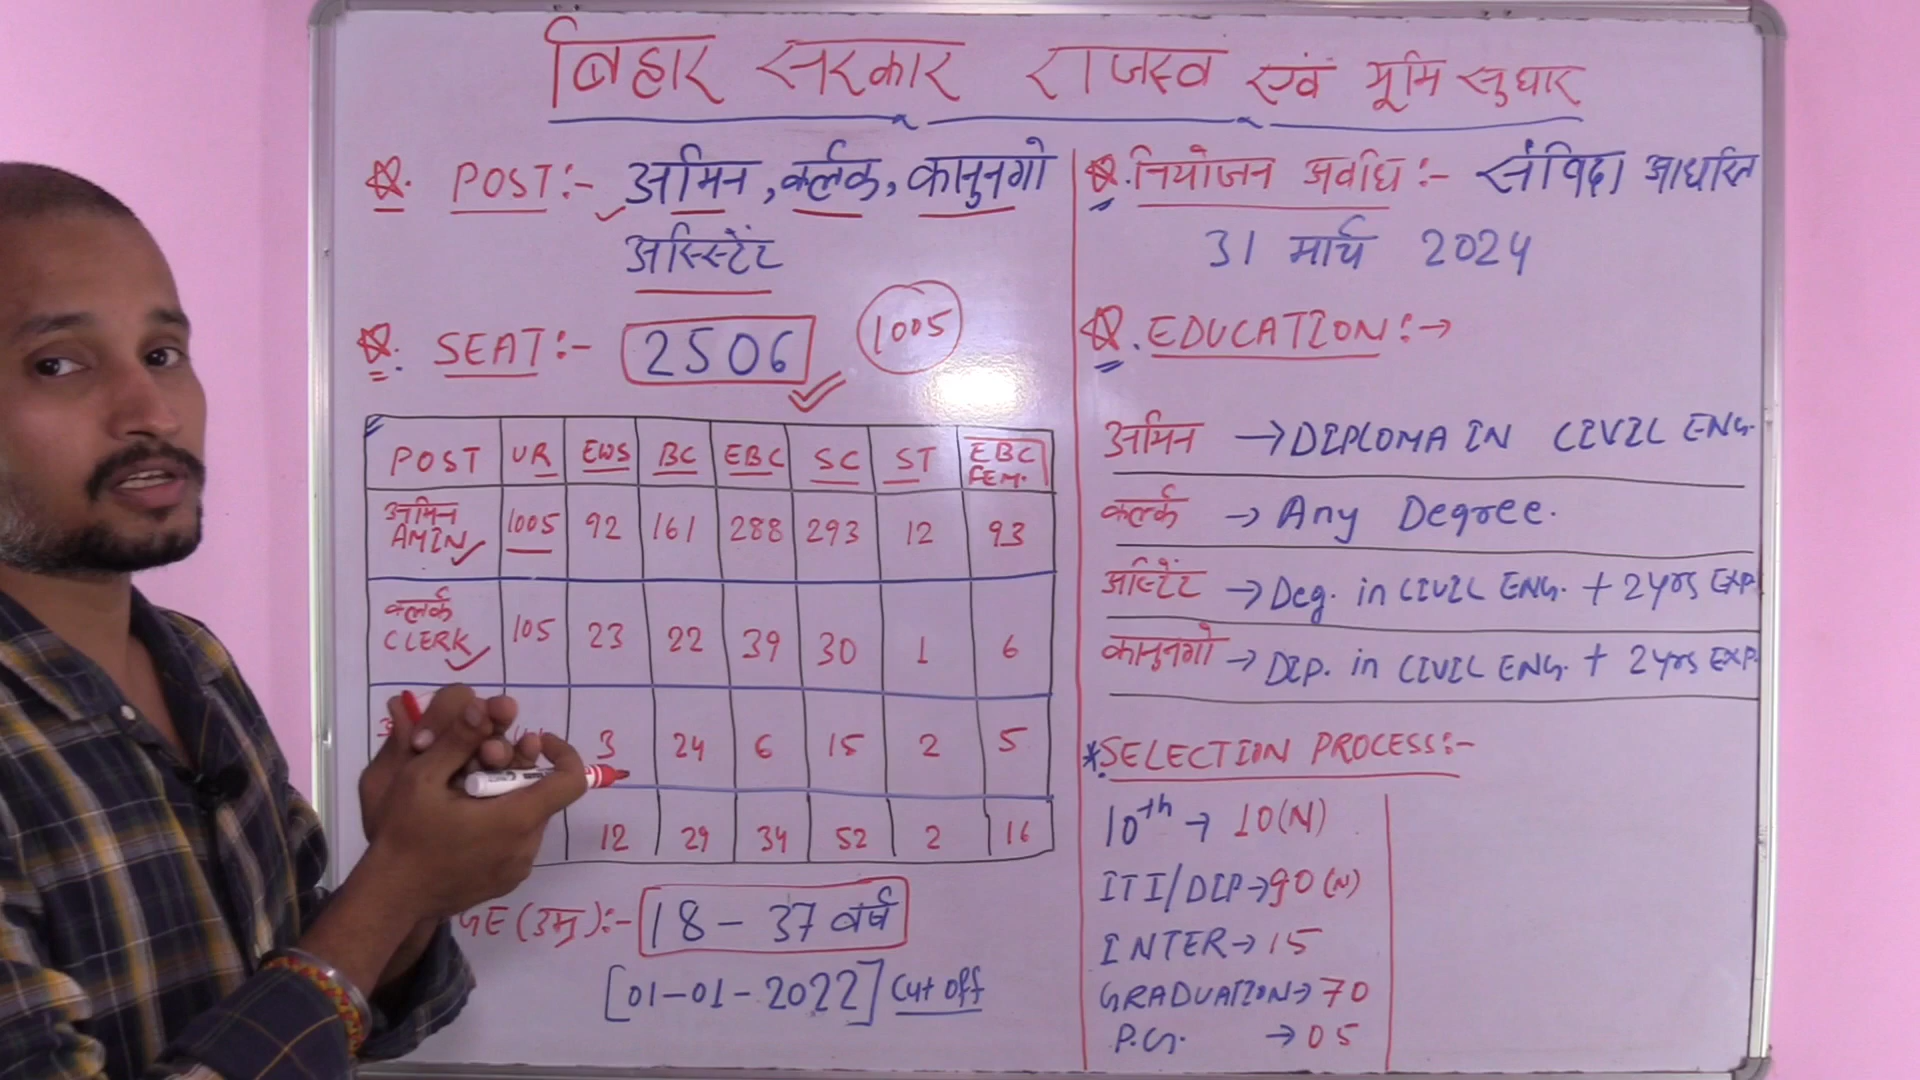 बिहार सरकार राजस्व एवं भूमि सुधार
POST:- अमिन, क्लर्क, कानुनगो
अस्सिटेंट
SEAT:- 2506 1005
POST UR EWS BC EBC SC ST EBC FEM.
अमिन AMIN 1005 92 161 288 293 12 93
क्लर्क CLERK 105 23 22 39 30 1 6
3 24 6 15 2 5
12 29 34 52 2 16
GE (उम्र):- 18 - 37 वर्ष
[01-01-2022] Cut off
नियोजन अवधि:- संविदा आधारित
31 मार्च 2024
EDUCATION:→
अमिन → DIPLOMA IN CIVIL ENG.
क्लर्क → Any Degree.
→ Deg. in CIVIL ENG. + 2 yrs EXP.
कानुनगो → DIP. in CIVIL ENG. + 2 yrs EXP.
*SELECTION PROCESS:-
10th → 10(N)
ITI/DIP → 90(N)
INTER → 15
GRADUATION → 70
P.G. → 05